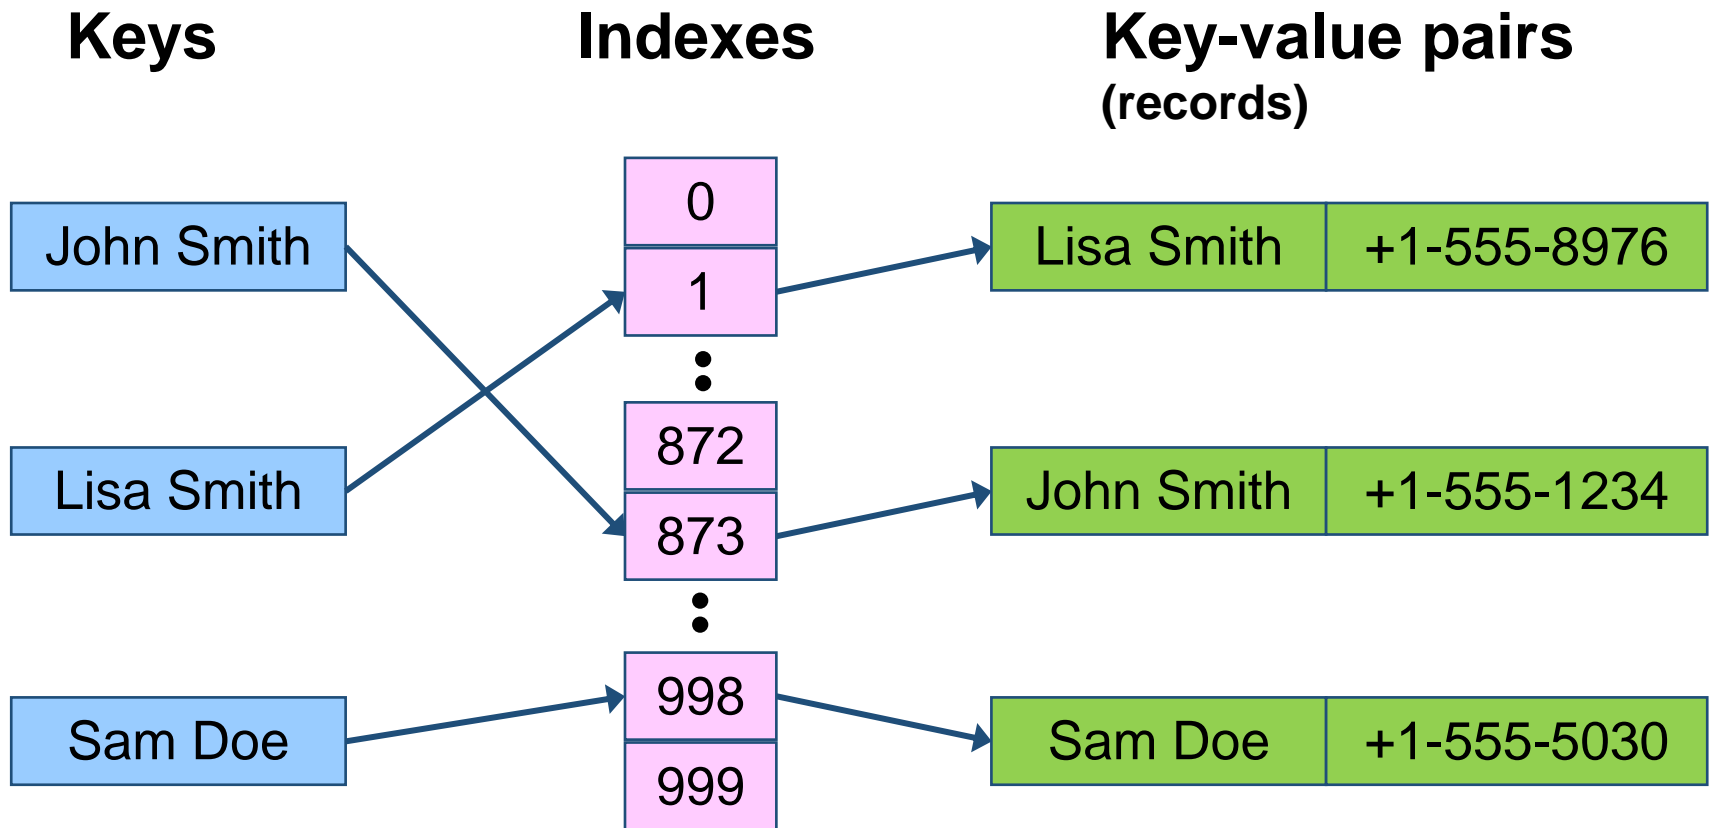 Keys Indexes Key-value pairs
(records)
0
John Smith Lisa Smith +1-555-8976
1
872
Lisa Smith John Smith +1-555-1234
873
998
Sam Doe Sam Doe +1-555-5030
999